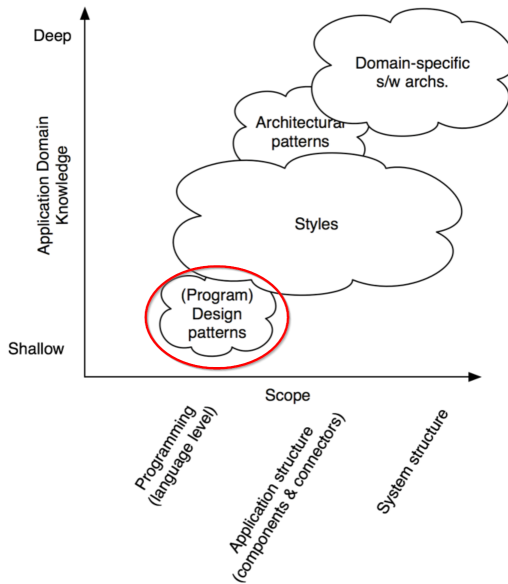 Deep
Domain-specific
s/w archs.
Architectural
patterns
Application Domain
Knowledge
Styles
(Program)
Design
patterns
Shallow
Scope
Programming
(language level)
Application structure
(components & connectors)
System structure